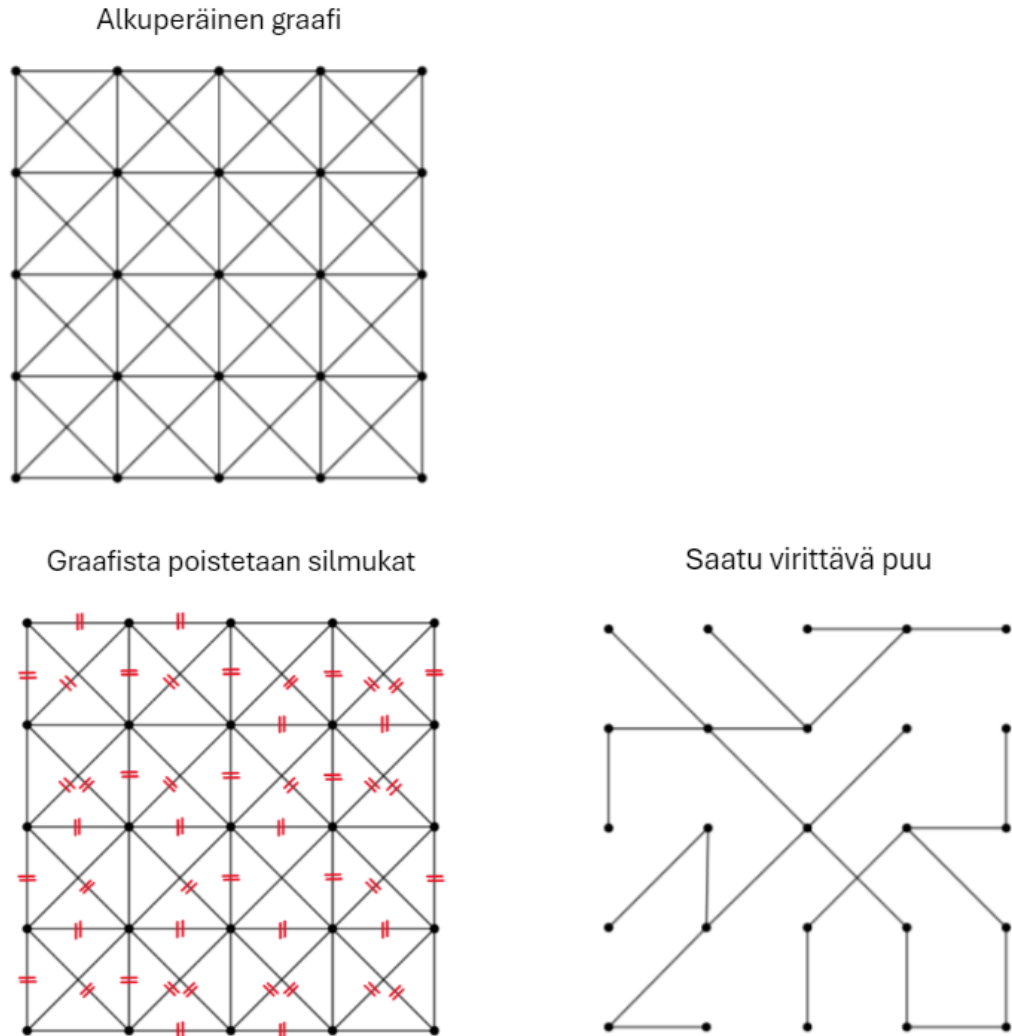 Alkuperäinen graafi
Graafista poistetaan silmukat
Saatu virittävä puu